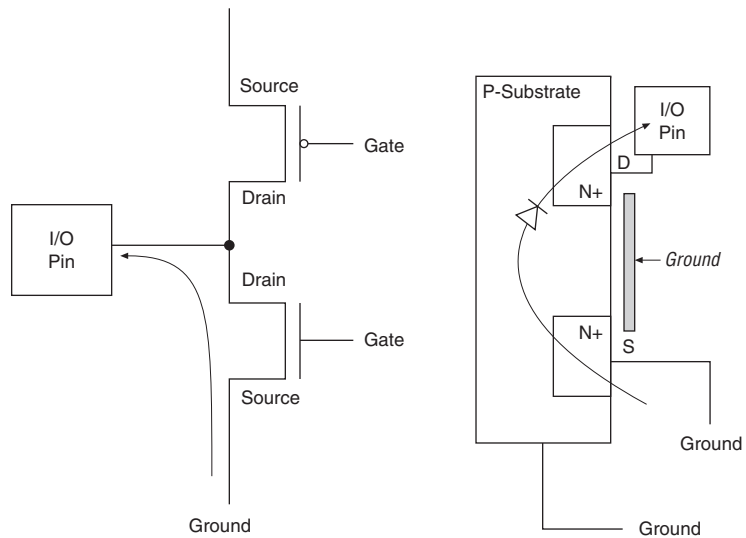 Source
Gate
Drain
I/O
Pin
Drain
Gate
Source
Ground
P-Substrate
I/O
Pin
D
N+
Ground
N+
S
Ground
Ground